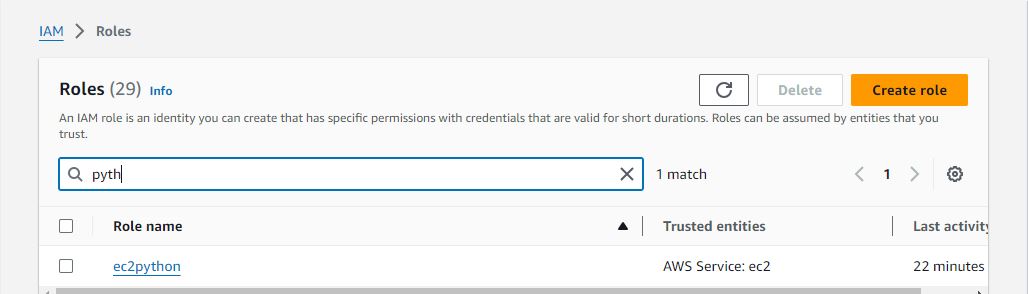 IAM > Roles
Roles (29) Info
Delete
Create role
An IAM role is an identity you can create that has specific permissions with credentials that are valid for short durations. Roles can be assumed by entities that you
trust.
pyth
1 match
1
Role name
Trusted entities
Last activity
ec2python
AWS Service: ec2
22 minutes